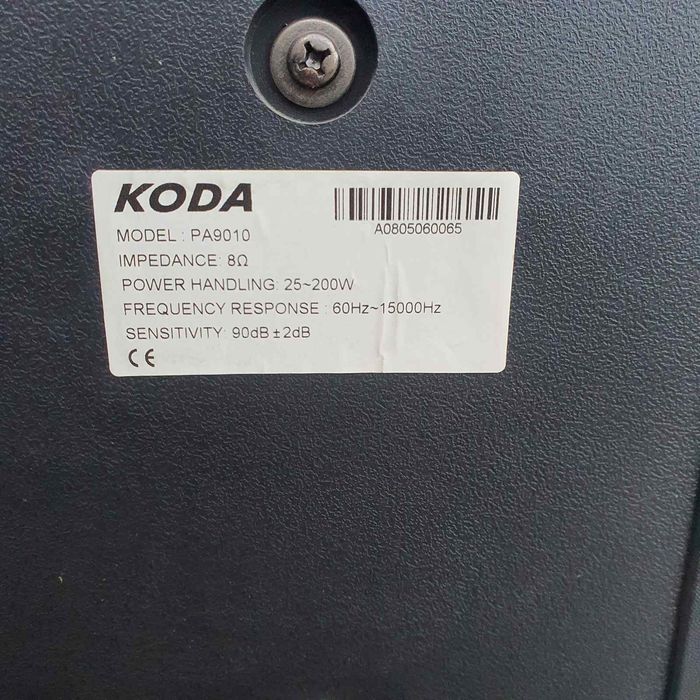 KODA
A0805060065
MODEL : PA9010
IMPEDANCE: 8Ω
POWER HANDLING: 25~200W
FREQUENCY RESPONSE : 60Hz~15000Hz
SENSITIVITY: 90dB ± 2dB
CE